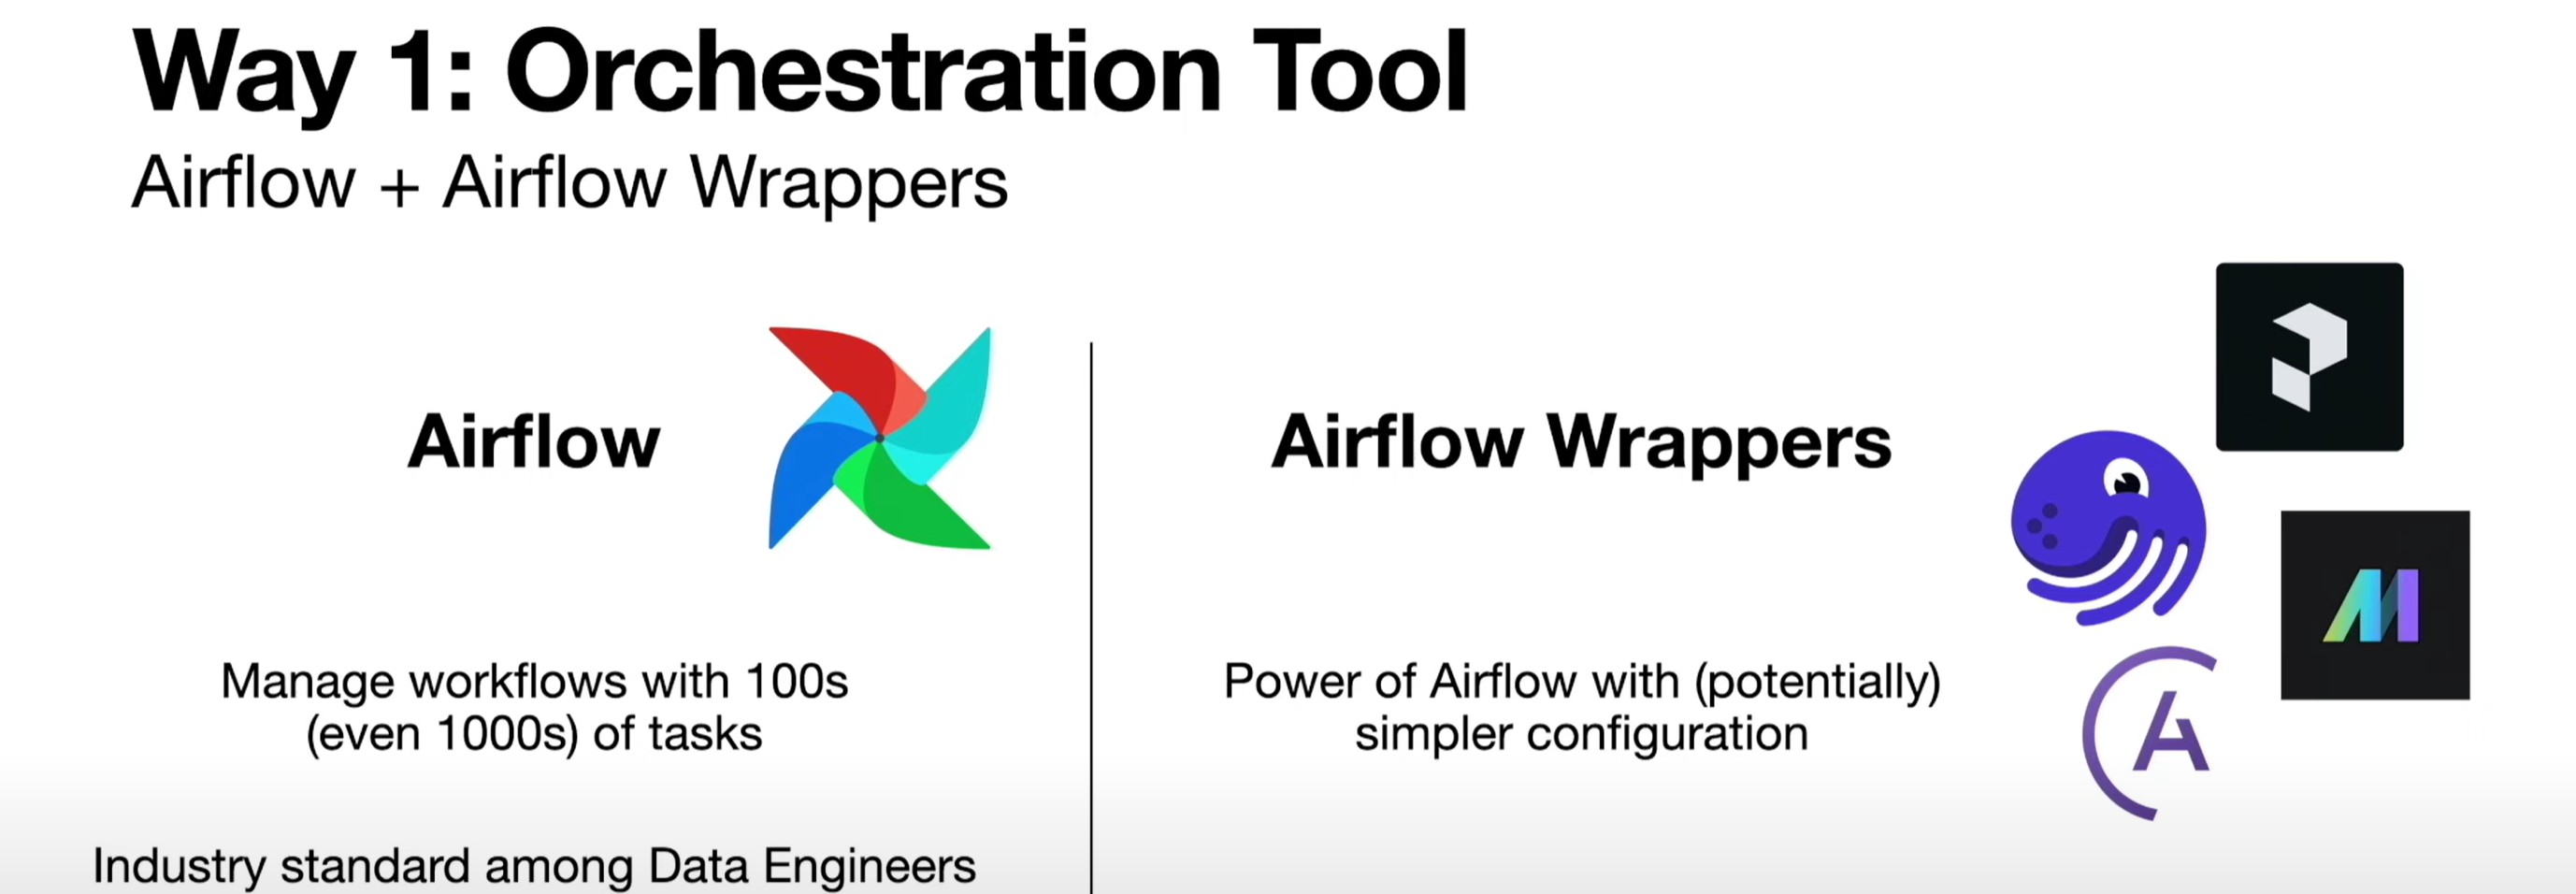 Way 1: Orchestration Tool
Airflow + Airflow Wrappers
Airflow
Manage workflows with 100s
(even 1000s) of tasks
Industry standard among Data Engineers
Airflow Wrappers
Power of Airflow with (potentially)
simpler configuration